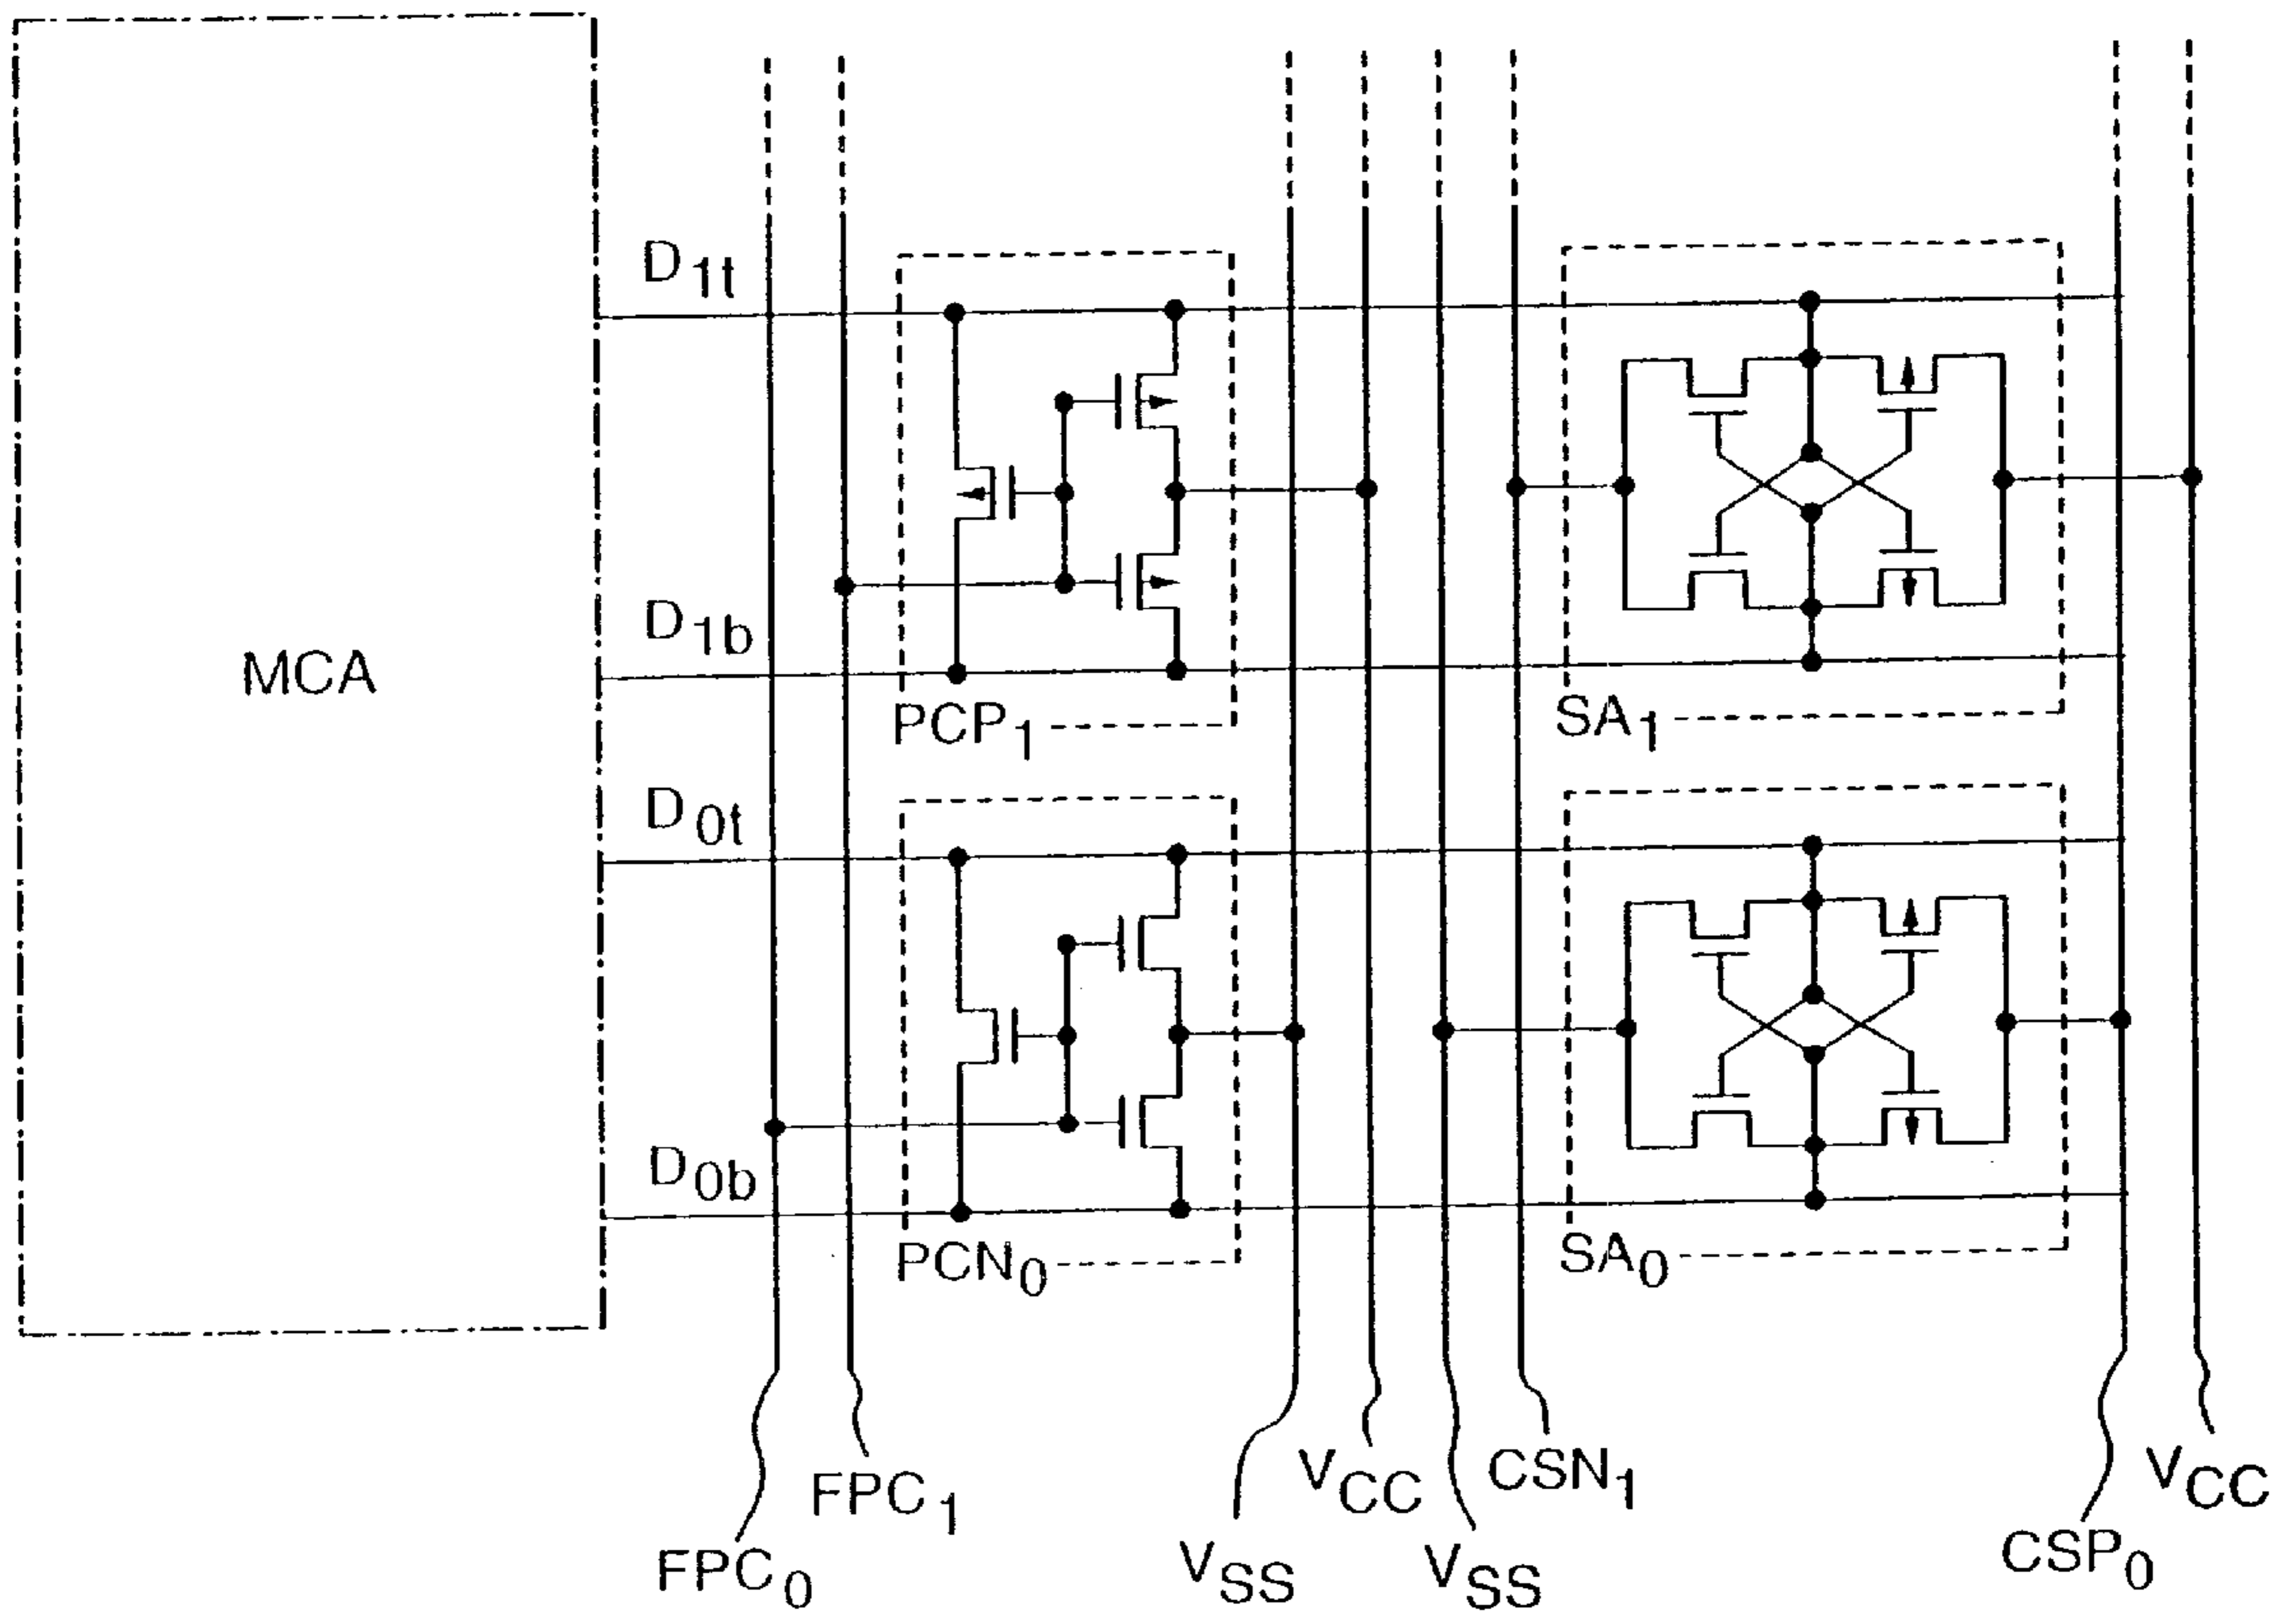 D1t
D1b
MCA
PCP1
SA1
D0t
D0b
PCN0
SA0
FPC0
FPC1
VSS
VCC
VSS
CSN1
CSP0
VCC